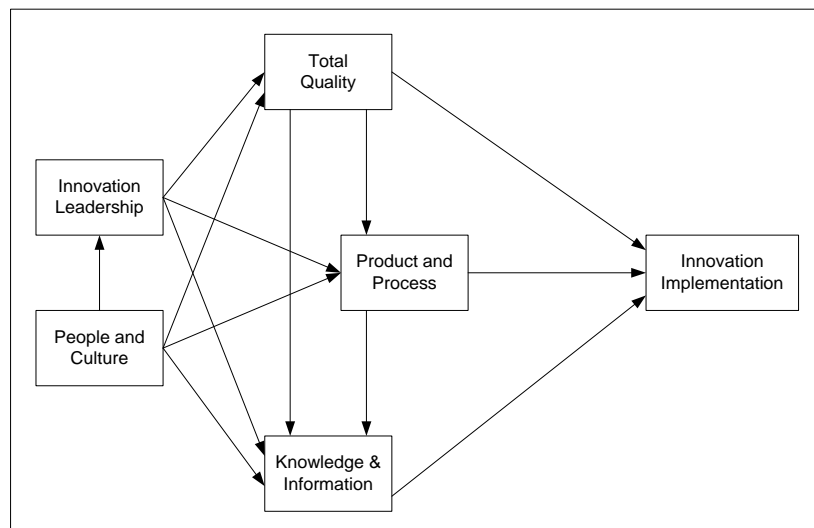 Total
Quality
Innovation
Leadership
Product and
Process
Innovation
Implementation
People and
Culture
Knowledge &
Information